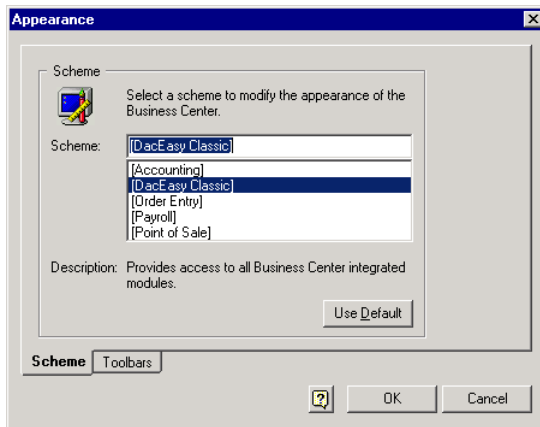 Appearance
Scheme
Select a scheme to modify the appearance of the
Business Center.
Scheme:
[DacEasy Classic]
[Accounting]
[DacEasy Classic]
[Order Entry]
[Payroll]
[Point of Sale]
Description: Provides access to all Business Center integrated
modules.
Use Default
Scheme Toolbars
OK Cancel